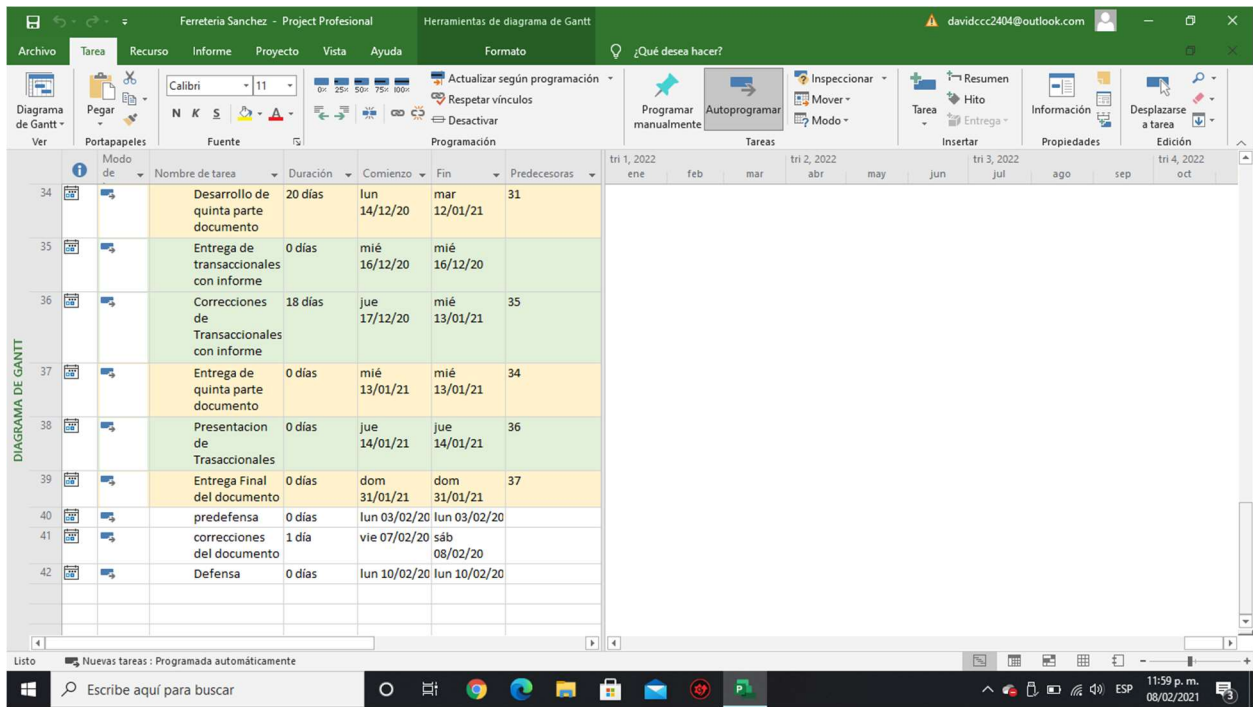 Ferreteria Sanchez - Project Profesional
Herramientas de diagrama de Gantt
davidccc2404@outlook.com
Archivo Tarea Recurso Informe Proyecto Vista Ayuda Formato ¿Qué desea hacer?
Diagrama de Gantt
Ver
Pegar
Portapapeles
Calibri 11
N K S A
Fuente
0% 25% 50% 75% 100%
Actualizar según programación
Respetar vínculos
Desactivar
Programación
Programar manualmente
Autoprogramar
Inspeccionar
Mover
Modo
Tareas
Tarea
Resumen
Hito
Entrega
Insertar
Información
Propiedades
Desplazarse a tarea
Edición
Modo de Nombre de tarea Duración Comienzo Fin Predecesoras
tri 1, 2022 tri 2, 2022 tri 3, 2022 tri 4, 2022
ene feb mar abr may jun jul ago sep oct
DIAGRAMA DE GANTT
34 Desarrollo de 20 días lun mar 31
quinta parte 14/12/20 12/01/21
documento
35 Entrega de 0 días mié mié
transaccionales 16/12/20 16/12/20
con informe
36 Correcciones 18 días jue mié 35
de 17/12/20 13/01/21
Transaccionales
con informe
37 Entrega de 0 días mié mié 34
quinta parte 13/01/21 13/01/21
documento
38 Presentacion 0 días jue jue 36
de 14/01/21 14/01/21
Trasaccionales
39 Entrega Final 0 días dom dom 37
del documento 31/01/21 31/01/21
40 predefensa 0 días lun 03/02/20 lun 03/02/20
41 correcciones 1 día vie 07/02/20 sáb
del documento 08/02/20
42 Defensa 0 días lun 10/02/20 lun 10/02/20
Listo Nuevas tareas : Programada automáticamente
Escribe aquí para buscar
ESP
11:59 p. m.
08/02/2021
3